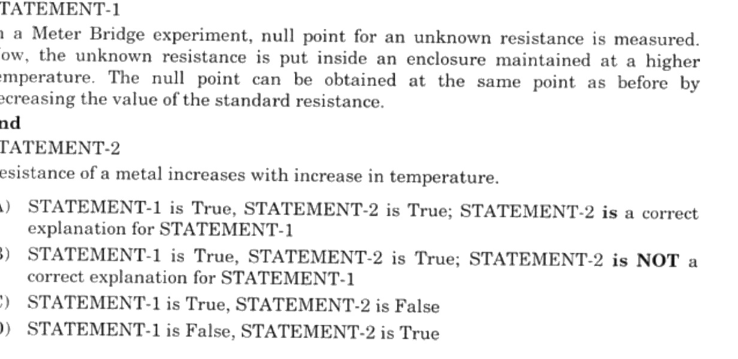 TATEMENT-1
n a Meter Bridge experiment, null point for an unknown resistance is measured.
ow, the unknown resistance is put inside an enclosure maintained at a higher
emperature. The null point can be obtained at the same point as before by
ecreasing the value of the standard resistance.
nd
TATEMENT-2
esistance of a metal increases with increase in temperature.
) STATEMENT-1 is True, STATEMENT-2 is True; STATEMENT-2 is a correct
explanation for STATEMENT-1
) STATEMENT-1 is True, STATEMENT-2 is True; STATEMENT-2 is NOT a
correct explanation for STATEMENT-1
) STATEMENT-1 is True, STATEMENT-2 is False
) STATEMENT-1 is False, STATEMENT-2 is True